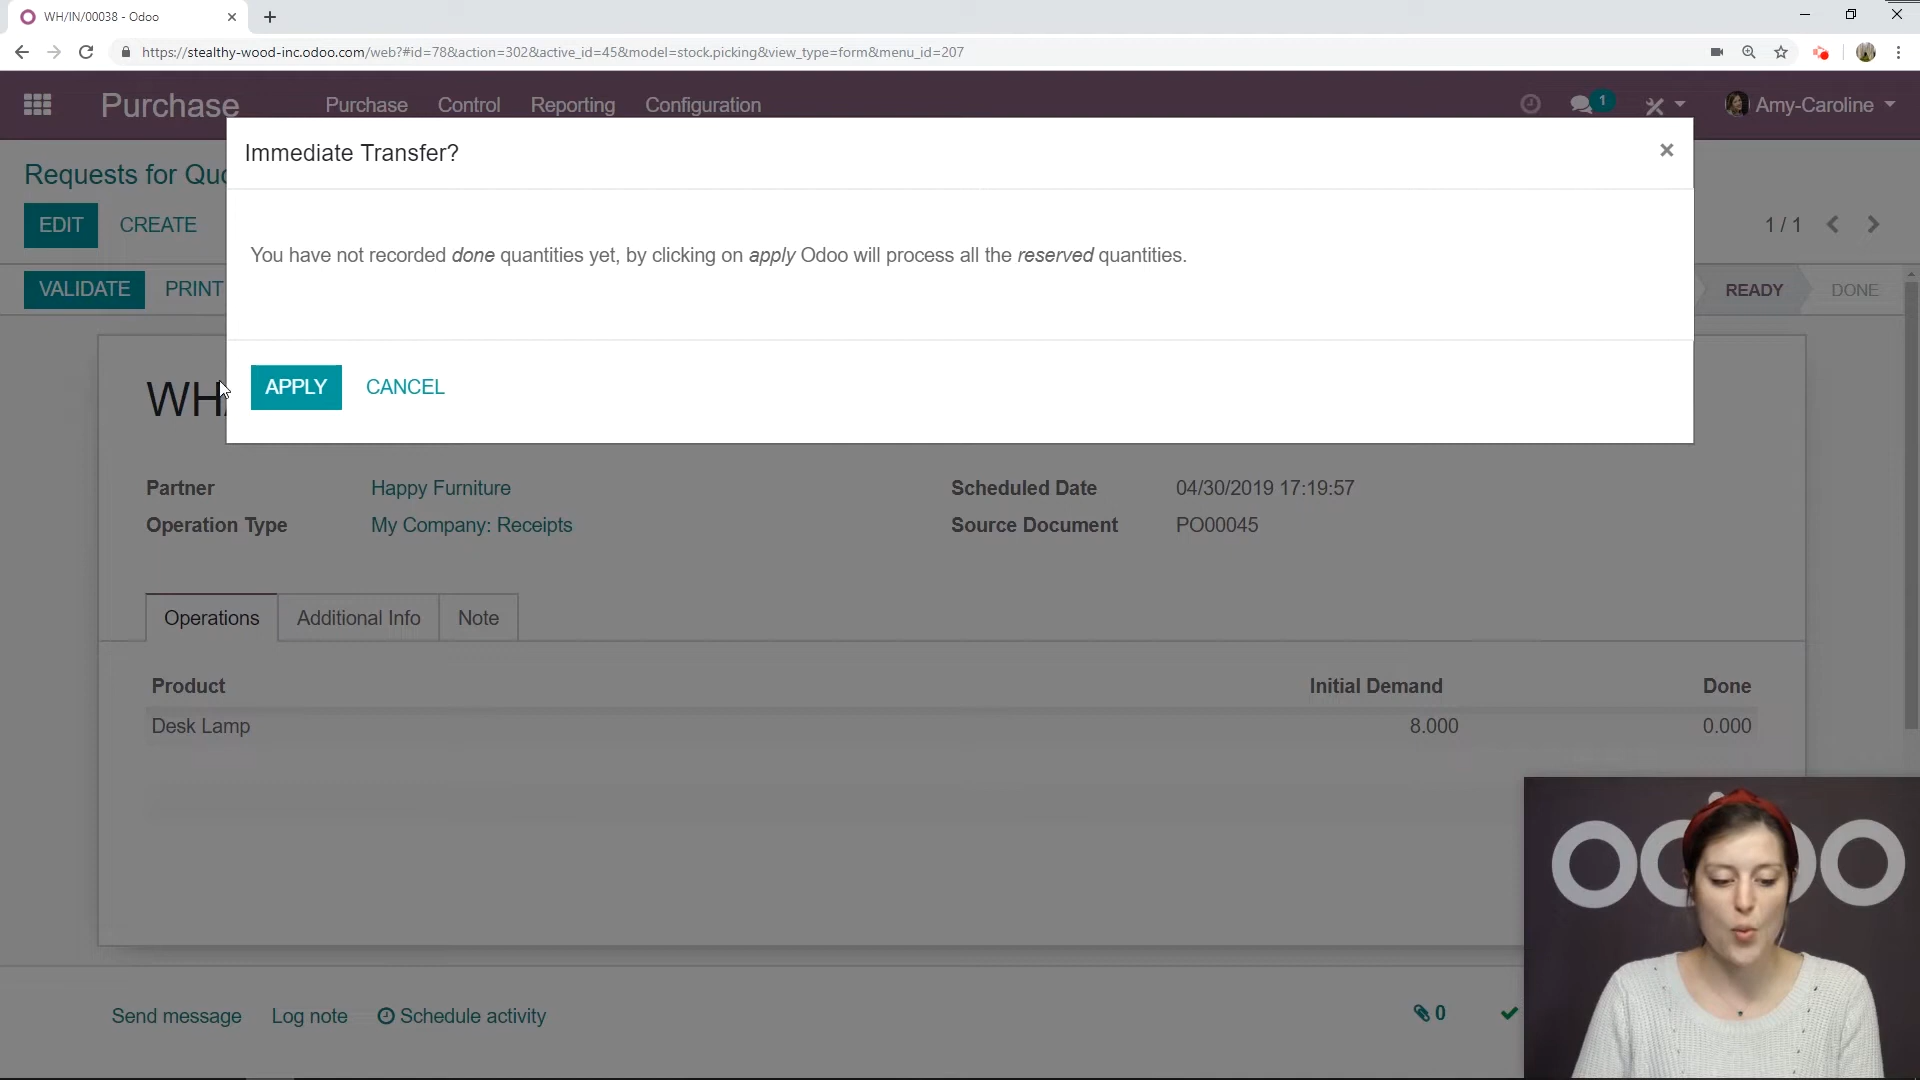 WH/IN/00038 - Odoo
https://stealthy-wood-inc.odoo.com/web?#id=78&action=302&active_id=45&model=stock.picking&view_type=form&menu_id=207
Purchase
Purchase Control Reporting Configuration
1
Amy-Caroline
Immediate Transfer?
×
Requests for Quo
EDIT CREATE
1 / 1
You have not recorded done quantities yet, by clicking on apply Odoo will process all the reserved quantities.
VALIDATE PRINT
READY DONE
APPLY CANCEL
WH/
Partner Happy Furniture
Scheduled Date 04/30/2019 17:19:57
Operation Type My Company: Receipts
Source Document PO00045
Operations Additional Info Note
Product Initial Demand Done
Desk Lamp 8.000 0.000
Send message Log note Schedule activity
0
odoo